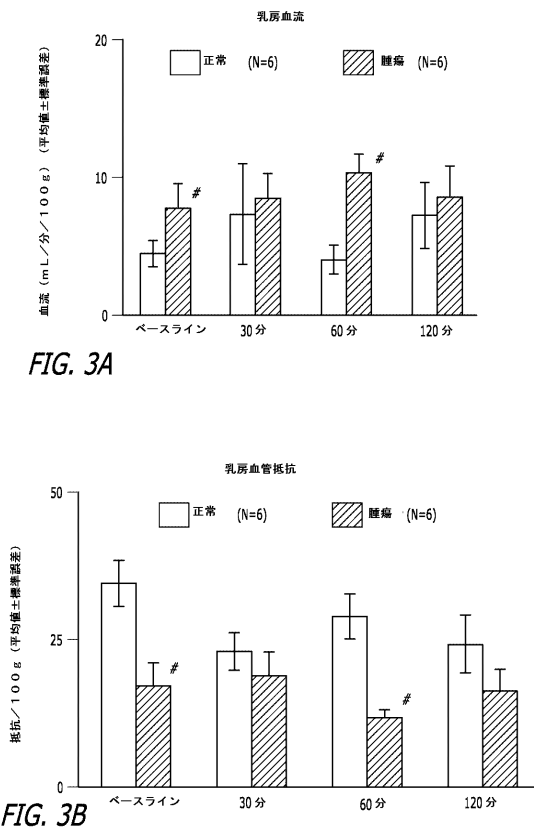 乳房血流
20
正常 (N=6) 腫瘍 (N=6)
血流（ｍＬ／分／１００ｇ）（平均値±標準誤差）
10
#
#
0
ベースライン 30分 60分 120分
FIG. 3A
乳房血管抵抗
50
正常 (N=6) 腫瘍 (N=6)
抵抗／１００ｇ（平均値±標準誤差）
25
#
#
0
ベースライン 30分 60分 120分
FIG. 3B